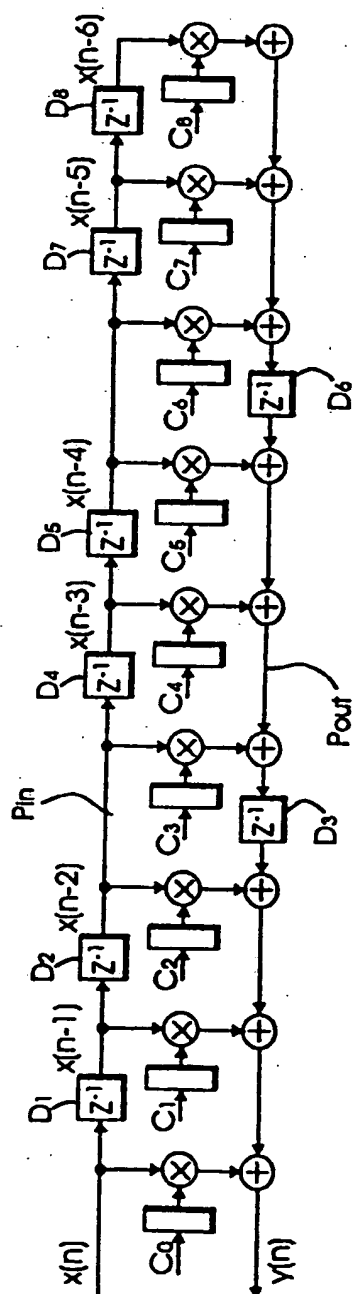 x(n) D1 x(n-1) D2 x(n-2) Pin D4 x(n-3) D5 x(n-4) D7 x(n-5) D8 x(n-6)
Z-1 Z-1 Z-1 Z-1 Z-1 Z-1
C0 C1 C2 C3 C4 C5 C6 C7 C8
Z-1 Z-1
y(n) D3 Pout D6